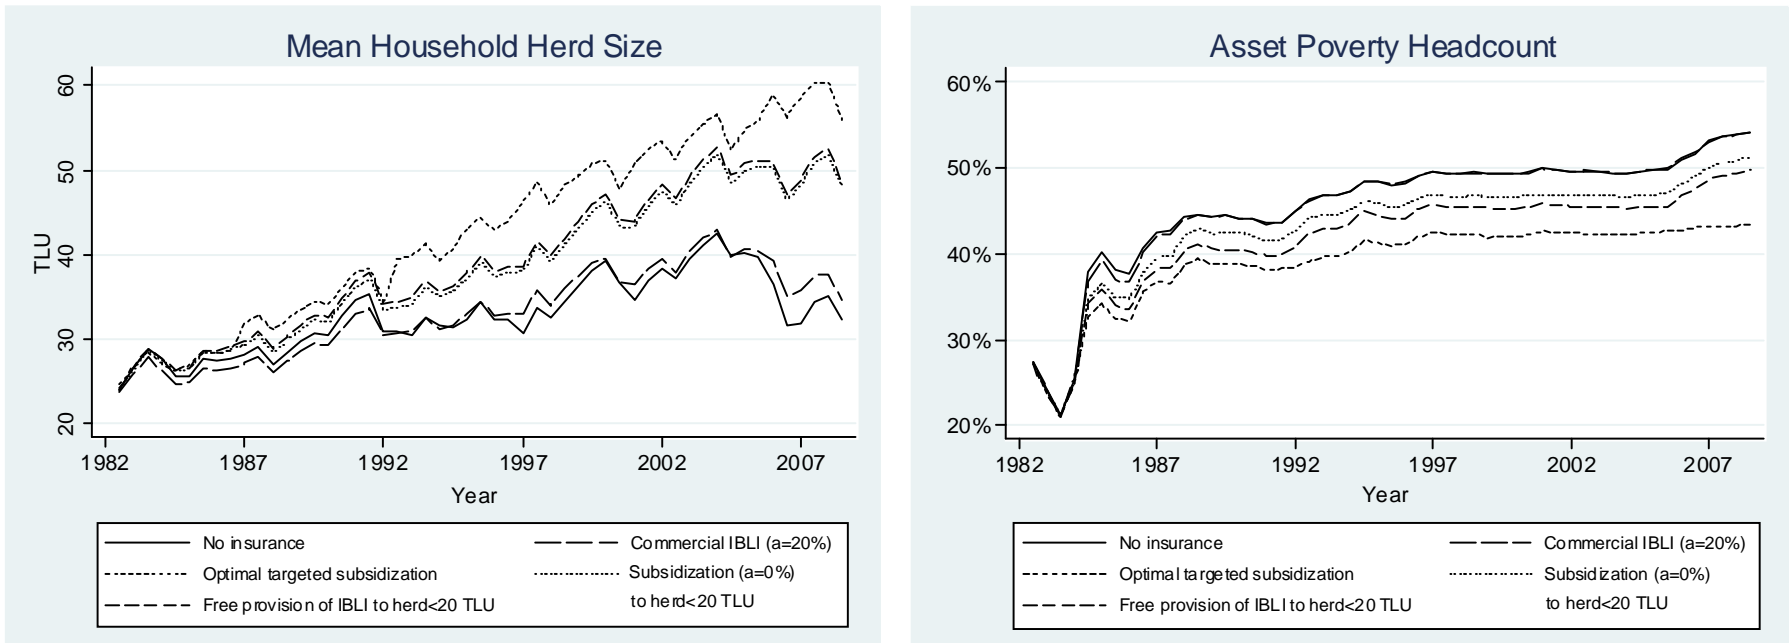 Mean Household Herd Size
60
50
40
30
20
TLU
1982 1987 1992 1997 2002 2007
Year
No insurance
Commercial IBLI (a=20%)
Optimal targeted subsidization
Subsidization (a=0%)
to herd<20 TLU
Free provision of IBLI to herd<20 TLU
Asset Poverty Headcount
60%
50%
40%
30%
20%
1982 1987 1992 1997 2002 2007
Year
No insurance
Commercial IBLI (a=20%)
Optimal targeted subsidization
Subsidization (a=0%)
to herd<20 TLU
Free provision of IBLI to herd<20 TLU